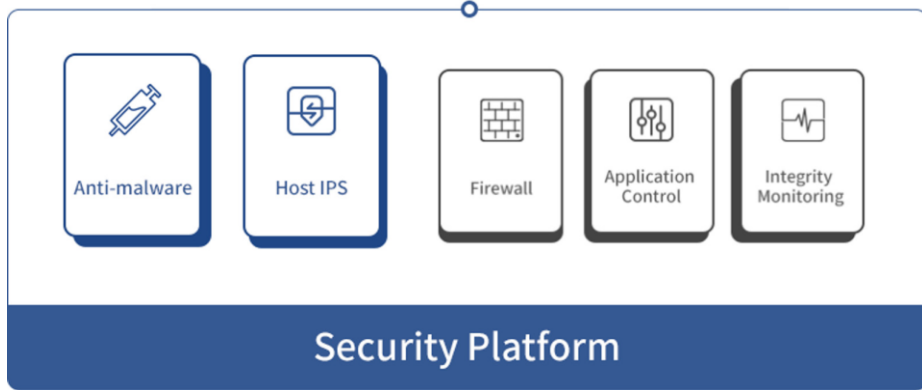 Anti-malware
Host IPS
Firewall
Application
Control
Integrity
Monitoring
Security Platform